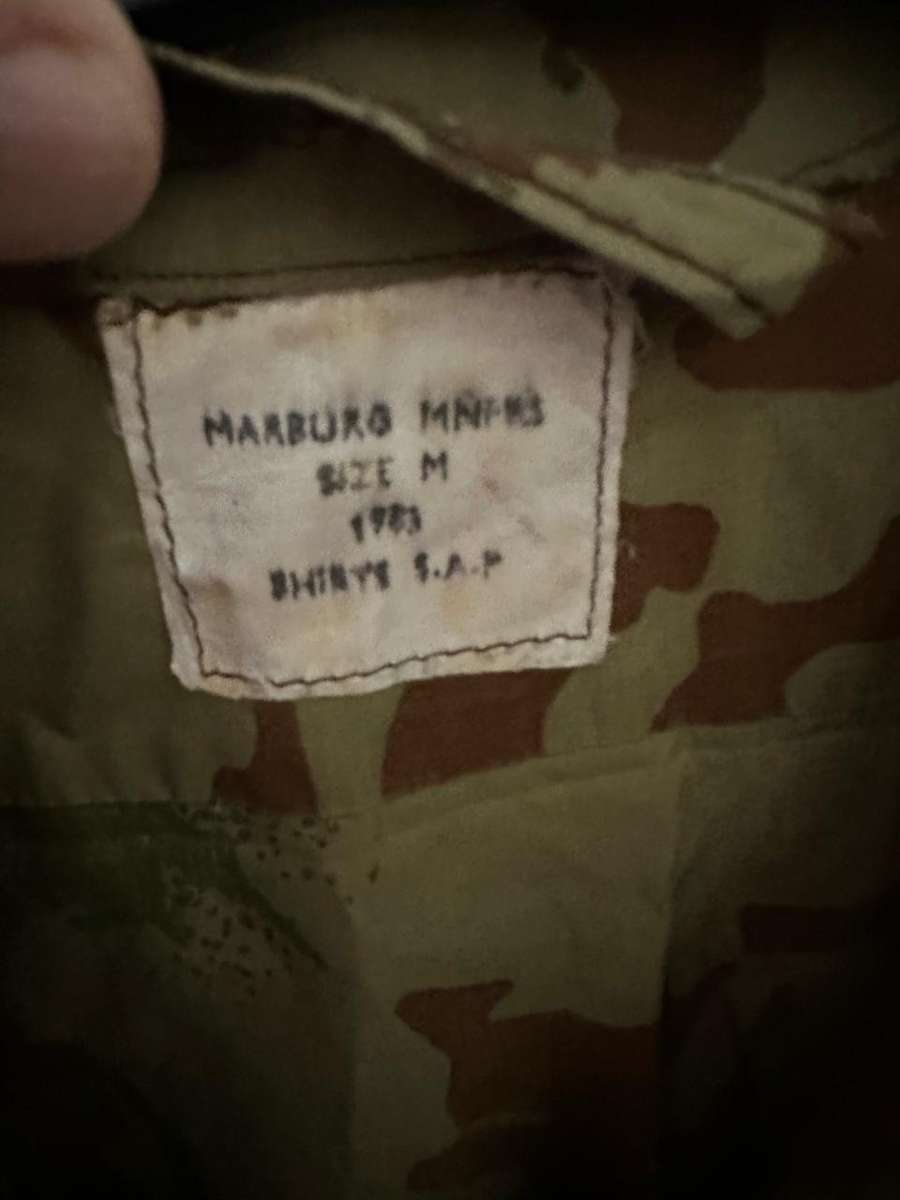 MARBURG MNFRS
SIZE M
1983
SHIRTS S.A.P